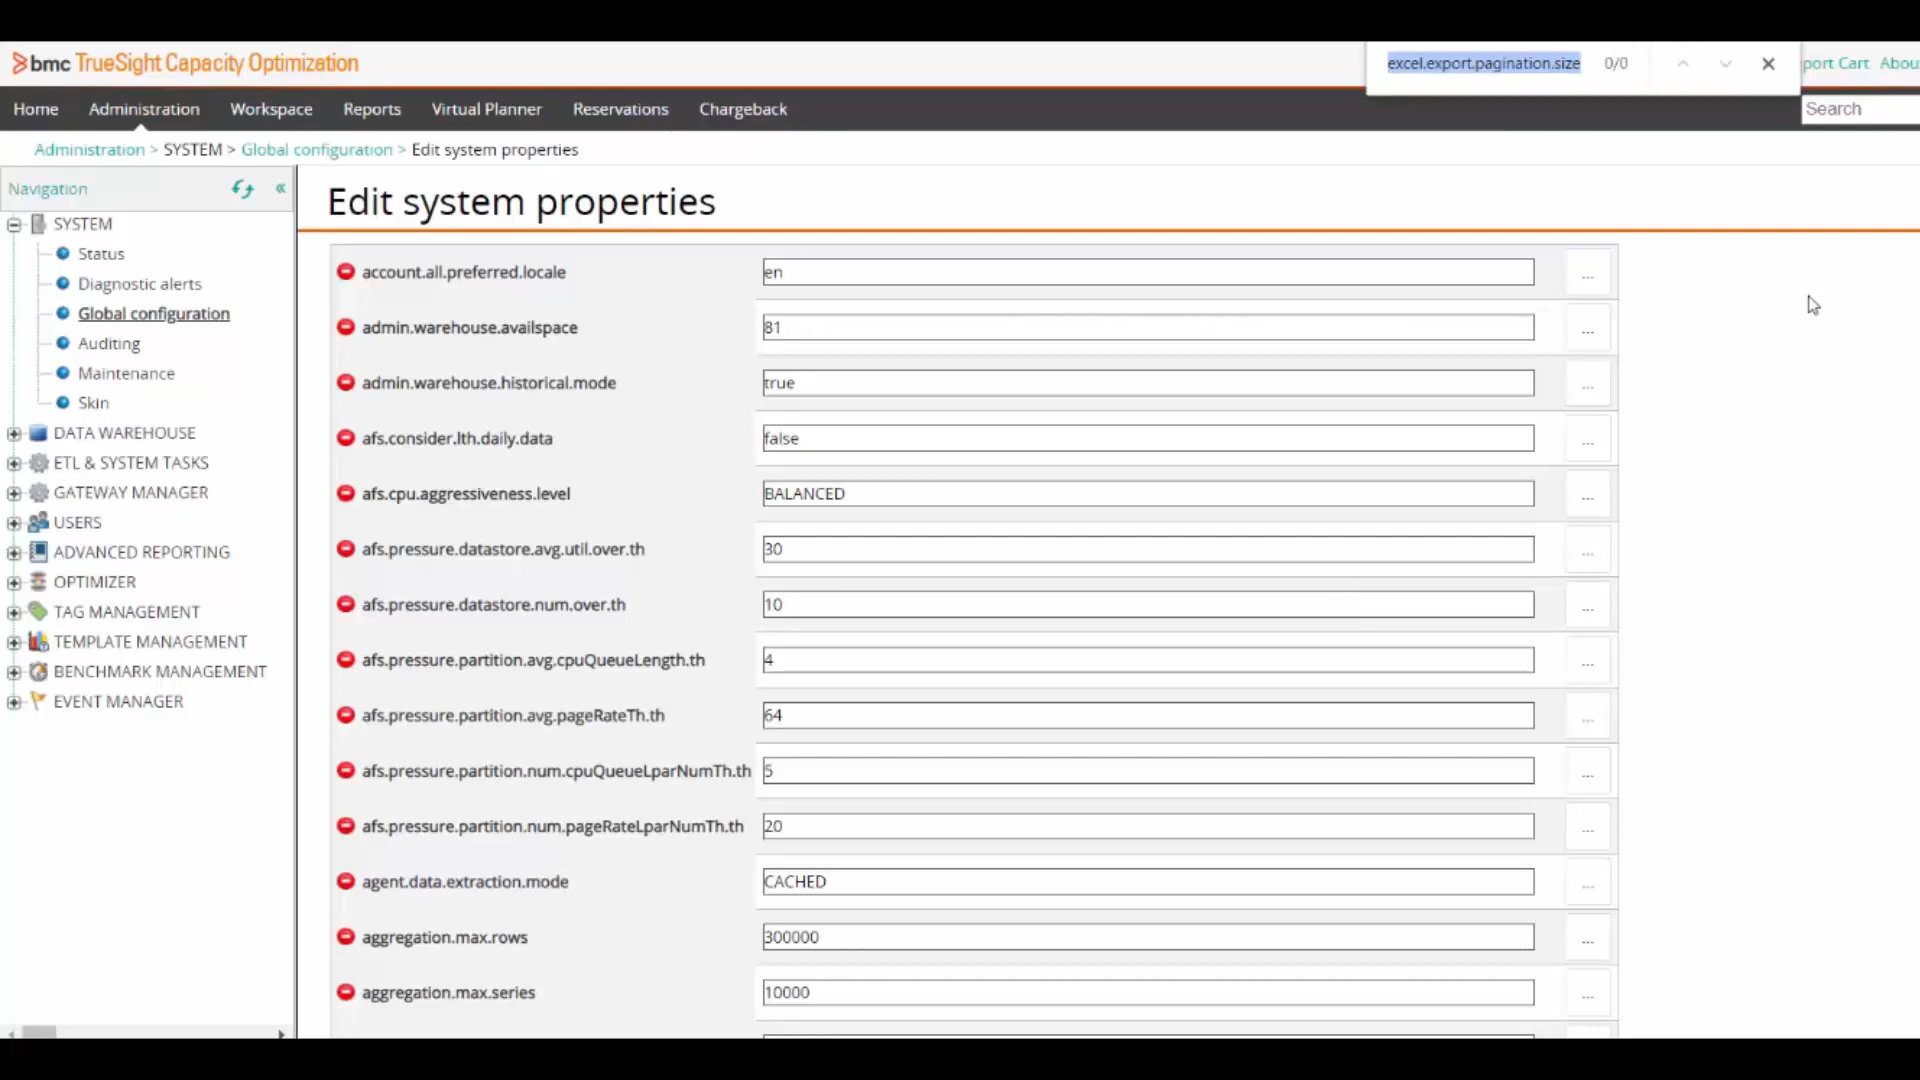 bmc TrueSight Capacity Optimization
excel.export.pagination.size 0/0
port Cart Abou
Home Administration Workspace Reports Virtual Planner Reservations Chargeback
Search
Administration > SYSTEM > Global configuration > Edit system properties
Navigation
SYSTEM
Status
Diagnostic alerts
Global configuration
Auditing
Maintenance
Skin
DATA WAREHOUSE
ETL & SYSTEM TASKS
GATEWAY MANAGER
USERS
ADVANCED REPORTING
OPTIMIZER
TAG MANAGEMENT
TEMPLATE MANAGEMENT
BENCHMARK MANAGEMENT
EVENT MANAGER
Edit system properties
account.all.preferred.locale en ...
admin.warehouse.availspace 81 ...
admin.warehouse.historical.mode true ...
afs.consider.lth.daily.data false ...
afs.cpu.aggressiveness.level BALANCED ...
afs.pressure.datastore.avg.util.over.th 30 ...
afs.pressure.datastore.num.over.th 10 ...
afs.pressure.partition.avg.cpuQueueLength.th 4 ...
afs.pressure.partition.avg.pageRateTh.th 64 ...
afs.pressure.partition.num.cpuQueueLparNumTh.th 5 ...
afs.pressure.partition.num.pageRateLparNumTh.th 20 ...
agent.data.extraction.mode CACHED ...
aggregation.max.rows 300000 ...
aggregation.max.series 10000 ...